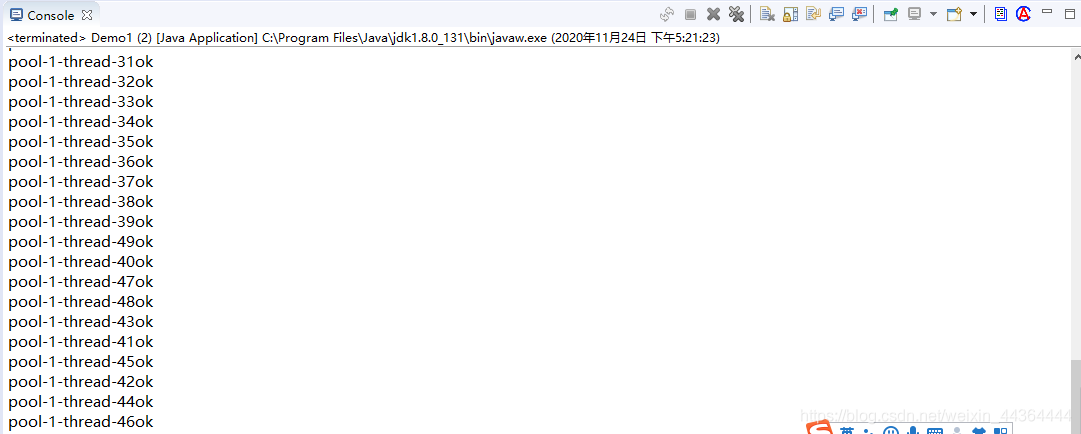 Console
<terminated> Demo1 (2) [Java Application] C:\Program Files\Java\jdk1.8.0_131\bin\javaw.exe (2020年11月24日 下午5:21:23)
pool-1-thread-31ok
pool-1-thread-32ok
pool-1-thread-33ok
pool-1-thread-34ok
pool-1-thread-35ok
pool-1-thread-36ok
pool-1-thread-37ok
pool-1-thread-38ok
pool-1-thread-39ok
pool-1-thread-49ok
pool-1-thread-40ok
pool-1-thread-47ok
pool-1-thread-48ok
pool-1-thread-43ok
pool-1-thread-41ok
pool-1-thread-45ok
pool-1-thread-42ok
pool-1-thread-44ok
pool-1-thread-46ok
https://blog.csdn.net/weixin_44364444
英